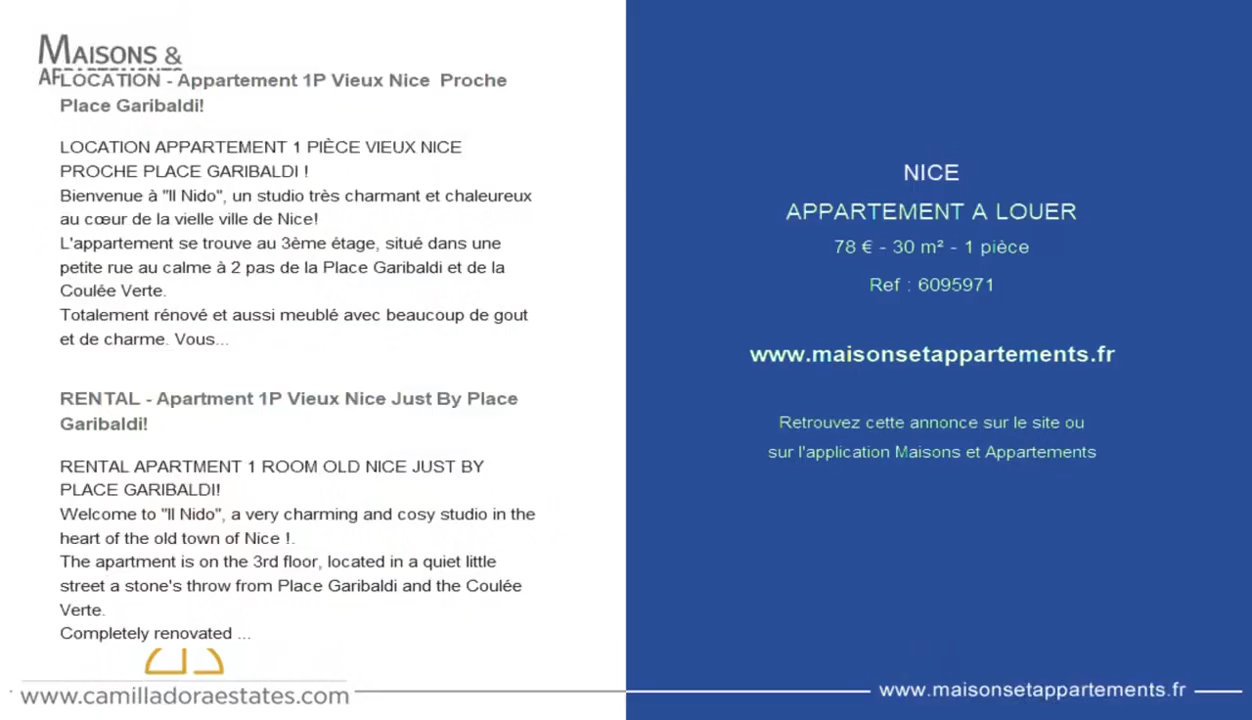 MAISONS &
LOCATION - Appartement 1P Vieux Nice Proche
Place Garibaldi!
LOCATION APPARTEMENT 1 PIÈCE VIEUX NICE
PROCHE PLACE GARIBALDI !
Bienvenue à "Il Nido", un studio très charmant et chaleureux
au cœur de la vielle ville de Nice!
L'appartement se trouve au 3ème étage, situé dans une
petite rue au calme à 2 pas de la Place Garibaldi et de la
Coulée Verte.
Totalement rénové et aussi meublé avec beaucoup de gout
et de charme. Vous...
RENTAL - Apartment 1P Vieux Nice Just By Place
Garibaldi!
RENTAL APARTMENT 1 ROOM OLD NICE JUST BY
PLACE GARIBALDI!
Welcome to "Il Nido", a very charming and cosy studio in the
heart of the old town of Nice !.
The apartment is on the 3rd floor, located in a quiet little
street a stone's throw from Place Garibaldi and the Coulée
Verte.
Completely renovated ...
www.camilladoraestates.com
NICE
APPARTEMENT A LOUER
78 € - 30 m² - 1 pièce
Ref : 6095971
www.maisonsetappartements.fr
Retrouvez cette annonce sur le site ou
sur l'application Maisons et Appartements
www.maisonsetappartements.fr